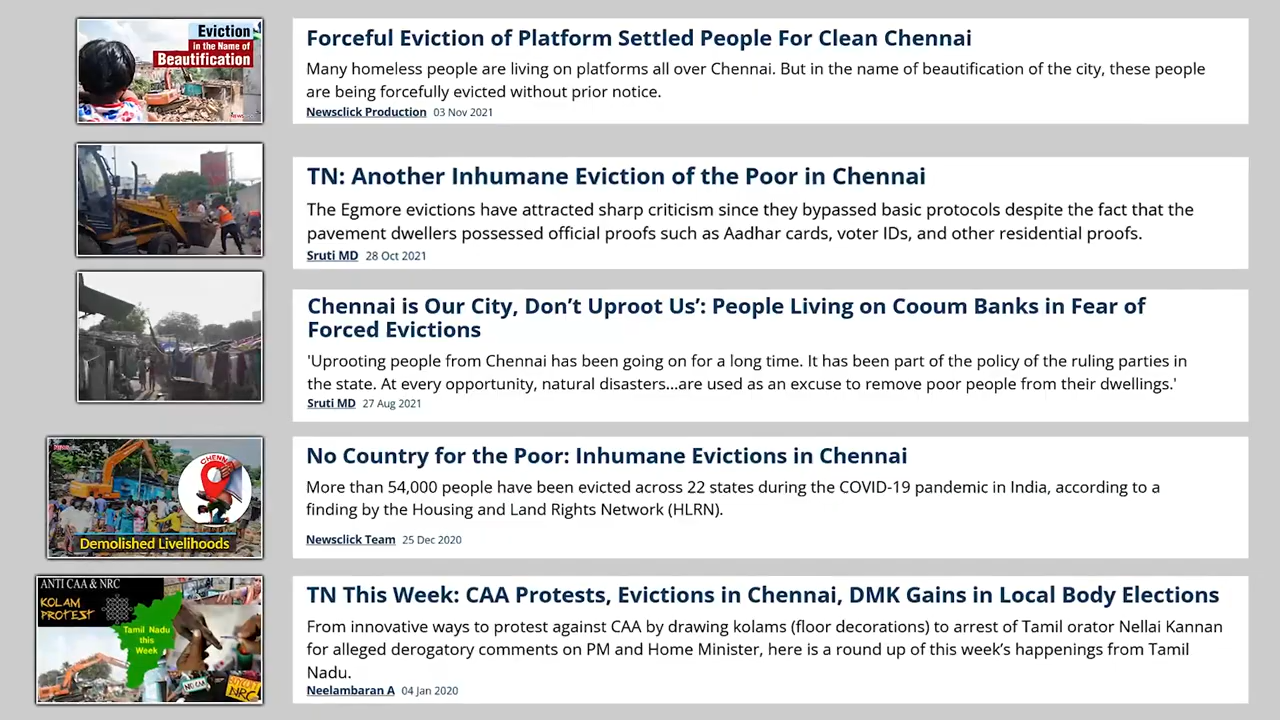 Eviction
in the Name of
Beautification
Forceful Eviction of Platform Settled People For Clean Chennai
Many homeless people are living on platforms all over Chennai. But in the name of beautification of the city, these people
are being forcefully evicted without prior notice.
Newsclick Production 03 Nov 2021
TN: Another Inhumane Eviction of the Poor in Chennai
The Egmore evictions have attracted sharp criticism since they bypassed basic protocols despite the fact that the
pavement dwellers possessed official proofs such as Aadhar cards, voter IDs, and other residential proofs.
Sruti MD 28 Oct 2021
Chennai is Our City, Don’t Uproot Us’: People Living on Cooum Banks in Fear of
Forced Evictions
'Uprooting people from Chennai has been going on for a long time. It has been part of the policy of the ruling parties in
the state. At every opportunity, natural disasters...are used as an excuse to remove poor people from their dwellings.'
Sruti MD 27 Aug 2021
CHENNAI
Demolished Livelihoods
No Country for the Poor: Inhumane Evictions in Chennai
More than 54,000 people have been evicted across 22 states during the COVID-19 pandemic in India, according to a
finding by the Housing and Land Rights Network (HLRN).
Newsclick Team 25 Dec 2020
ANTI CAA & NRC
KOLAM
PROTEST
Tamil Nadu
this
Week
NO CAA
BOYCOTT
NRC
TN This Week: CAA Protests, Evictions in Chennai, DMK Gains in Local Body Elections
From innovative ways to protest against CAA by drawing kolams (floor decorations) to arrest of Tamil orator Nellai Kannan
for alleged derogatory comments on PM and Home Minister, here is a round up of this week’s happenings from Tamil
Nadu.
Neelambaran A 04 Jan 2020